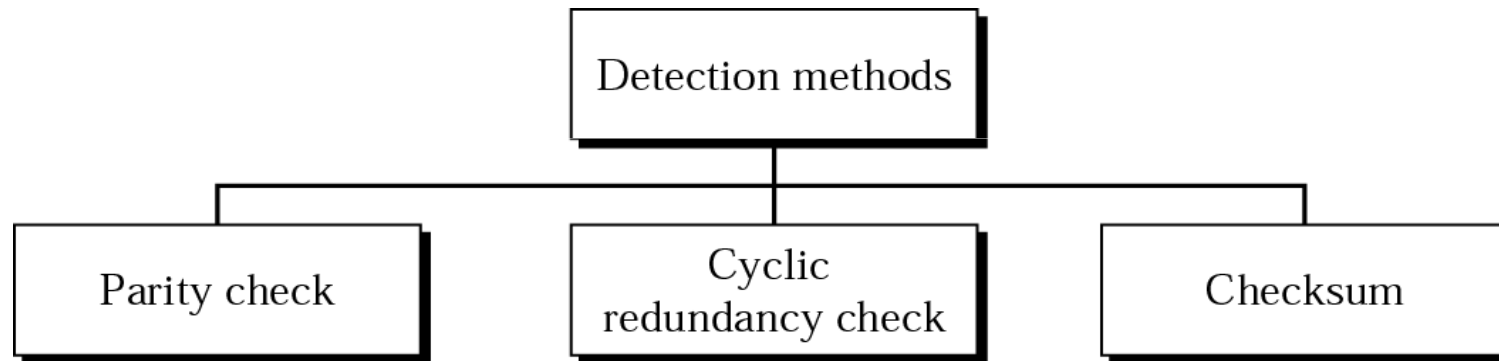 Detection methods
Parity check
Cyclic
redundancy check
Checksum